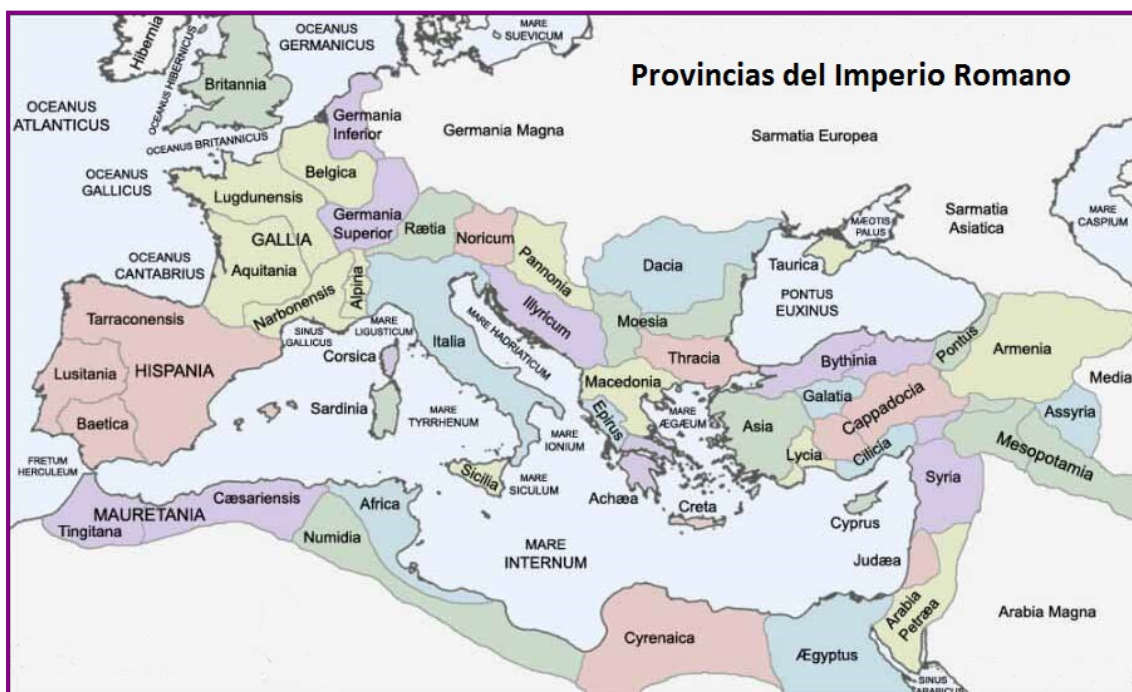 Provincias del Imperio Romano
Hibernia
OCEANUS HIBERNICUS
Britannia
OCEANUS
GERMANICUS
MARE
SUEVICUM
OCEANUS
ATLANTICUS
OCEANUS BRITANNICUS
Germania
Inferior
Germania Magna
Sarmatia Europea
OCEANUS
GALLICUS
Belgica
Lugdunensis
Germania
Superior
Rætia
Noricum
Pannonia
Dacia
MÆOTIS
PALUS
Taurica
Sarmatia
Asiatica
MARE
CASPIUM
OCEANUS
CANTABRIUS
GALLIA
Aquitania
Narbonensis
Alpina
Illyricum
Moesia
PONTUS
EUXINUS
Tarraconensis
SINUS
GALLICUS
MARE
LIGUSTICUM
Italia
MARE HADRIATICUM
Thracia
Bythinia
Pontus
Armenia
Media
Lusitania
HISPANIA
Corsica
Macedonia
Galatia
Cappadocia
Assyria
Baetica
Sardinia
MARE
TYRRHENUM
Epirus
MARE
ÆGÆUM
Asia
Lycia
Cilicia
Mesopotamia
FRETUM
HERCULEUM
MARE
IONIUM
Sicilia
MARE
SICULUM
Achæa
Creta
Cyprus
Syria
MAURETANIA
Tingitana
Cæsariensis
Africa
Numidia
MARE
INTERNUM
Judæa
Arabia
Petræa
Arabia Magna
Cyrenaica
Ægyptus
SINUS